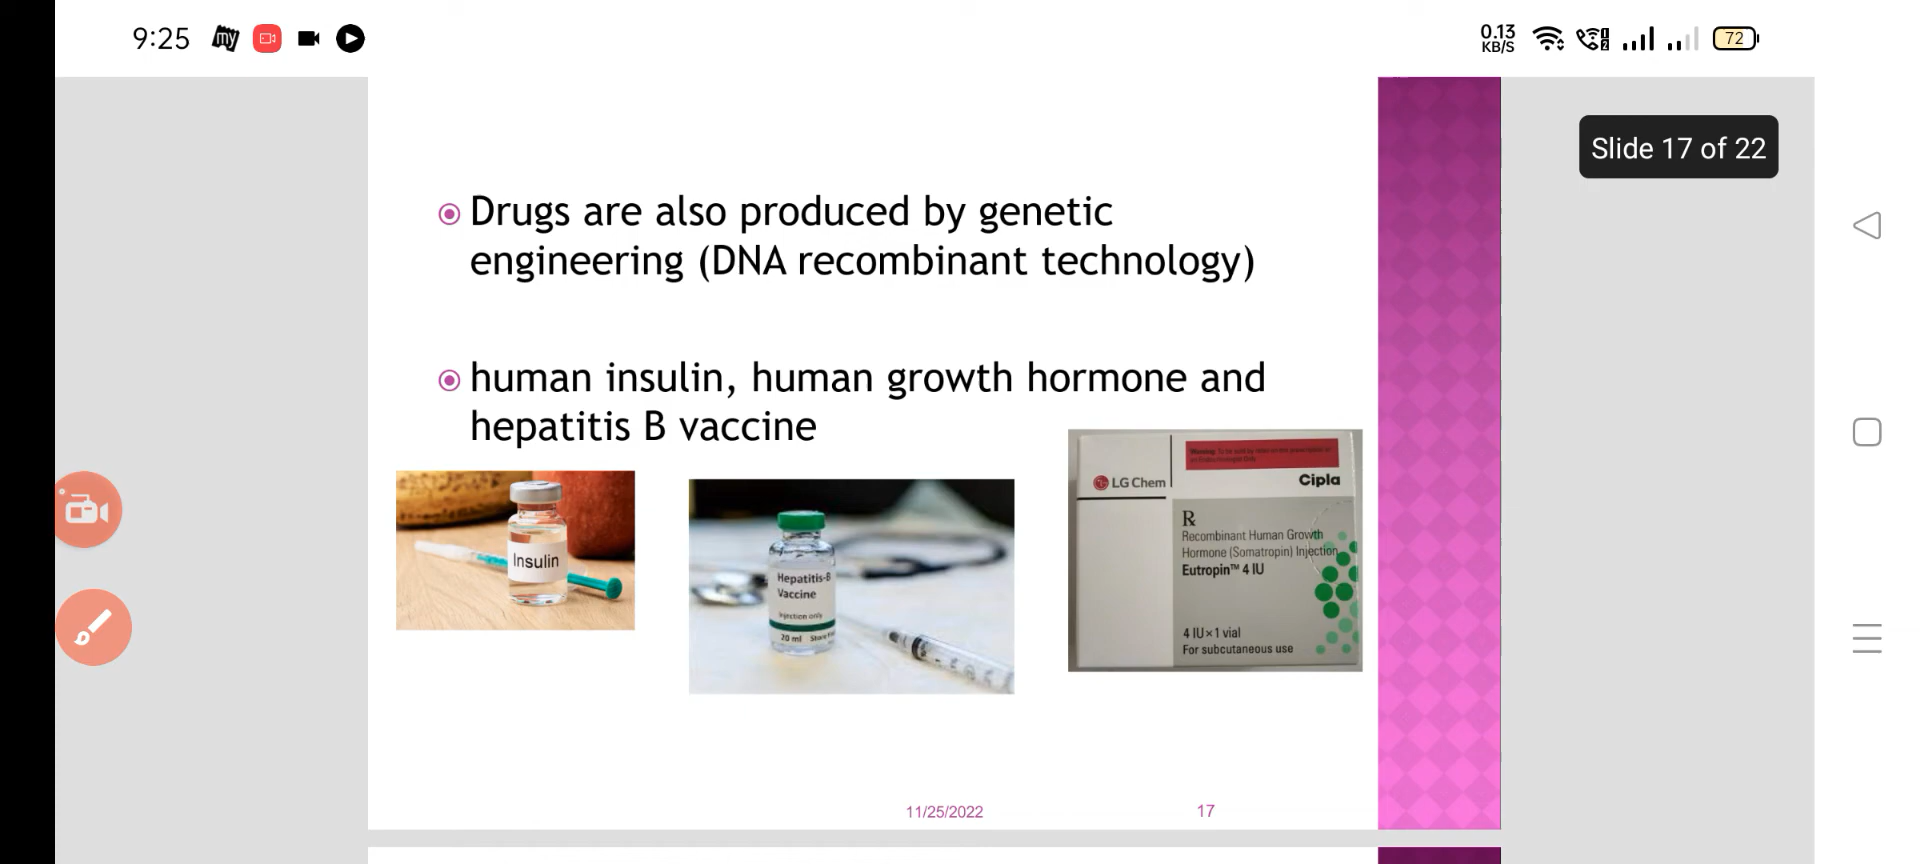 9:25
my
0.13
KB/S
72
Slide 17 of 22
Drugs are also produced by genetic
engineering (DNA recombinant technology)
human insulin, human growth hormone and
hepatitis B vaccine
Insulin
Hepatitis-B
Vaccine
Injection only
20 ml
LG Chem
Cipla
Rx
Recombinant Human Growth
Hormone (Somatropin) Injection
Eutropin™ 4 IU
4 IU×1 vial
For subcutaneous use
11/25/2022
17